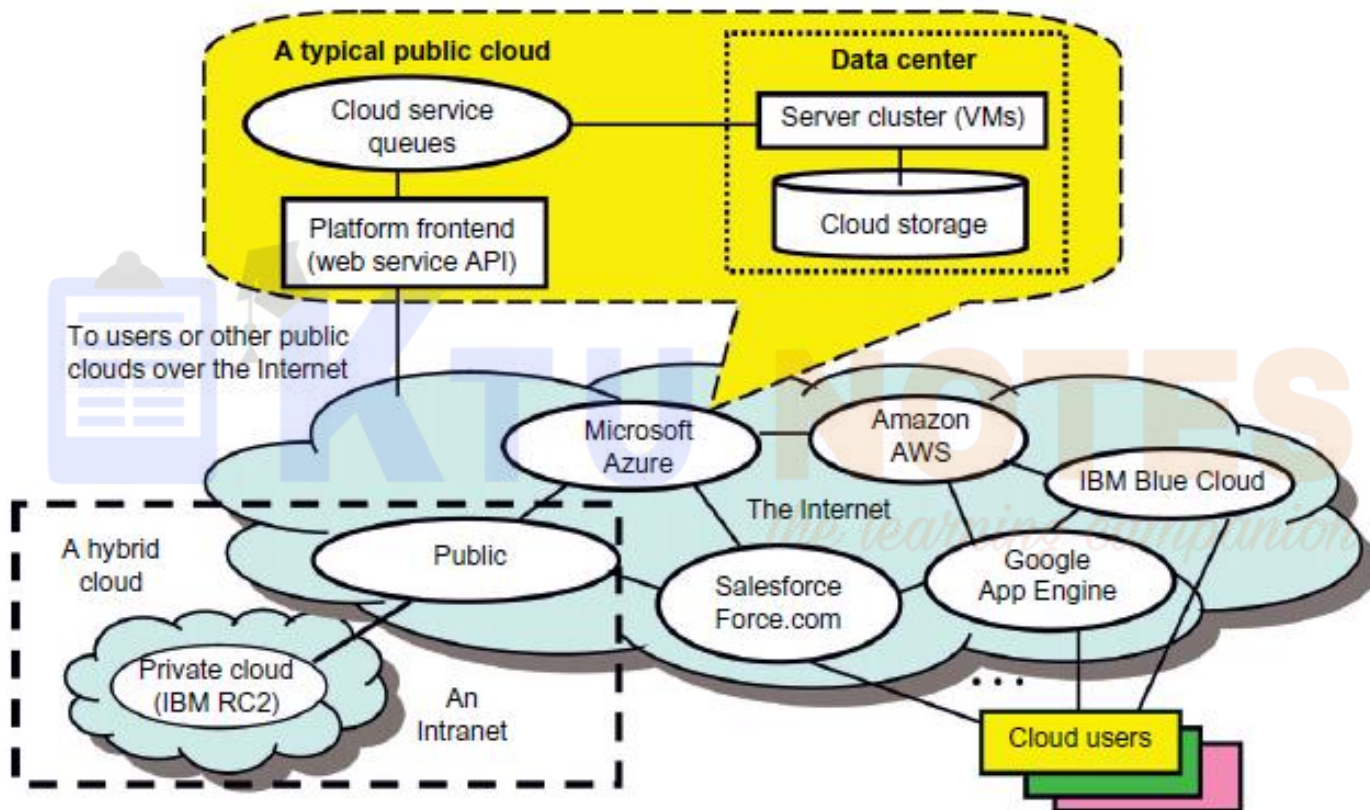 A typical public cloud
Data center
Cloud service
queues
Server cluster (VMs)
Platform frontend
(web service API)
Cloud storage
To users or other public
clouds over the Internet
KTU NOTES
the learning companion
Microsoft
Azure
Amazon
AWS
IBM Blue Cloud
The Internet
A hybrid
cloud
Public
Salesforce
Force.com
Google
App Engine
Private cloud
(IBM RC2)
An
Intranet
...
Cloud users